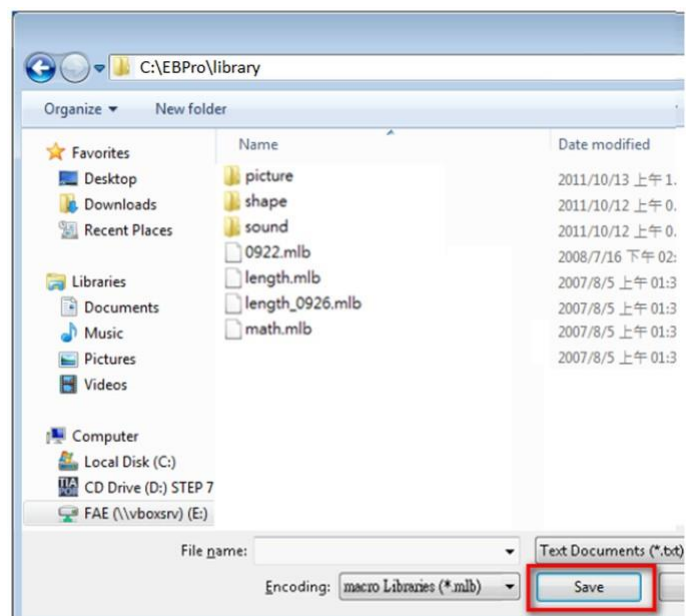 C:\EBPro\library
Organize New folder
Name Date modified
Favorites
Desktop
Downloads
Recent Places
Libraries
Documents
Music
Pictures
Videos
Computer
Local Disk (C:)
CD Drive (D:) STEP 7
FAE (\\vboxsrv) (E:)
picture 2011/10/13 上午 1.
shape 2011/10/12 上午 0.
sound 2011/10/12 上午 0.
0922.mlb 2008/7/16 下午 02:
length.mlb 2007/8/5 上午 01:3
length_0926.mlb 2007/8/5 上午 01:3
math.mlb 2007/8/5 上午 01:3
2007/8/5 上午 01:3
File name: Text Documents (*.txt)
Encoding: macro Libraries (*.mlb) Save